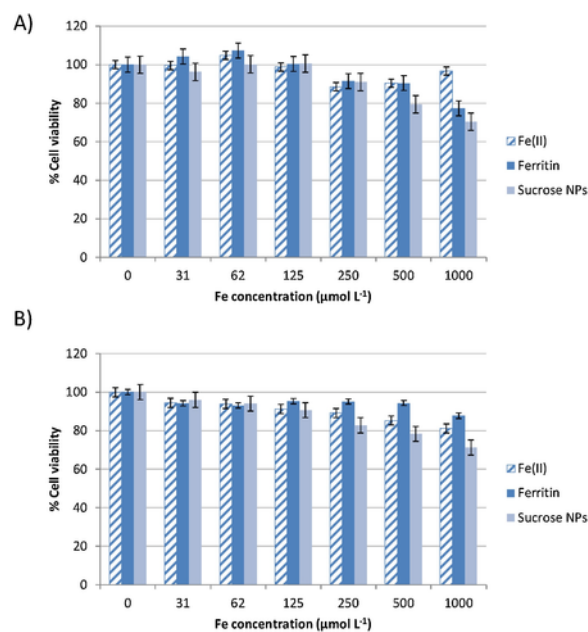 A)
120
100
80
60
40
20
0
% Cell viability
0 31 62 125 250 500 1000
Fe concentration (µmol L⁻¹)
Fe(II)
Ferritin
Sucrose NPs
B)
120
100
80
60
40
20
0
% Cell viability
0 31 62 125 250 500 1000
Fe concentration (µmol L⁻¹)
Fe(II)
Ferritin
Sucrose NPs